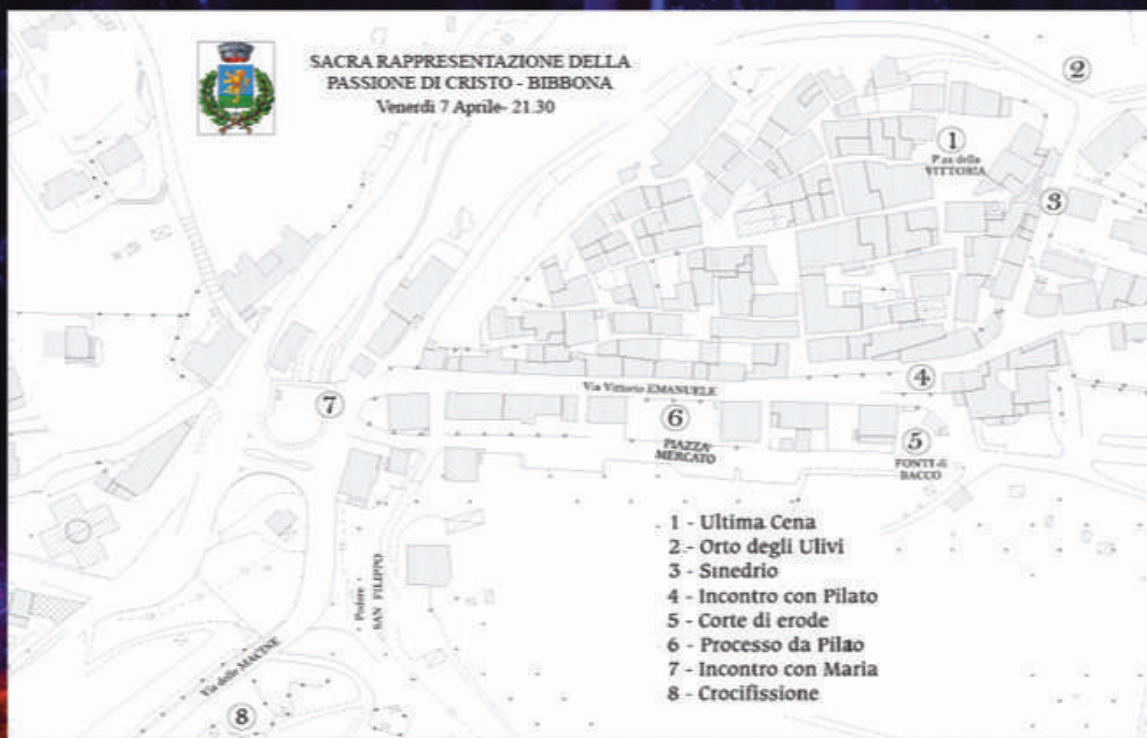 SACRA RAPPRESENTAZIONE DELLA
PASSIONE DI CRISTO - BIBBONA
Venerdì 7 Aprile- 21.30
2
1
P.za della
VITTORIA
3
4
Via Vittorio EMANUELE
7
6
PIAZZA
MERCATO
5
FONTI di
BACCO
1 - Ultima Cena
2 - Orto degli Ulivi
3 - Sinedrio
4 - Incontro con Pilato
5 - Corte di erode
6 - Processo da Pilao
7 - Incontro con Maria
8 - Crocifissione
Podere
SAN FILIPPO
Via delle MACINE
8